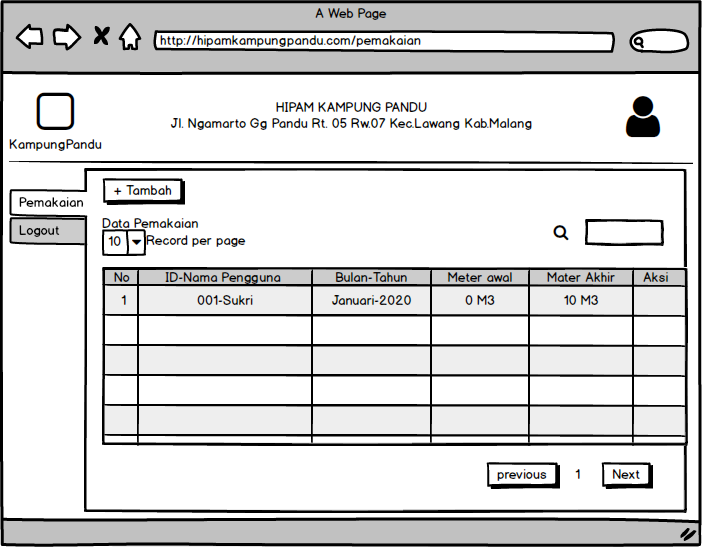 A Web Page
http://hipamkampungpandu.com/pemakaian
HIPAM KAMPUNG PANDU
Jl. Ngamarto Gg Pandu Rt. 05 Rw.07 Kec.Lawang Kab.Malang
KampungPandu
Pemakaian
Logout
+ Tambah
Data Pemakaian
10 Record per page
No ID-Nama Pengguna Bulan-Tahun Meter awal Mater Akhir Aksi
1 001-Sukri Januari-2020 0 M3 10 M3
previous 1 Next